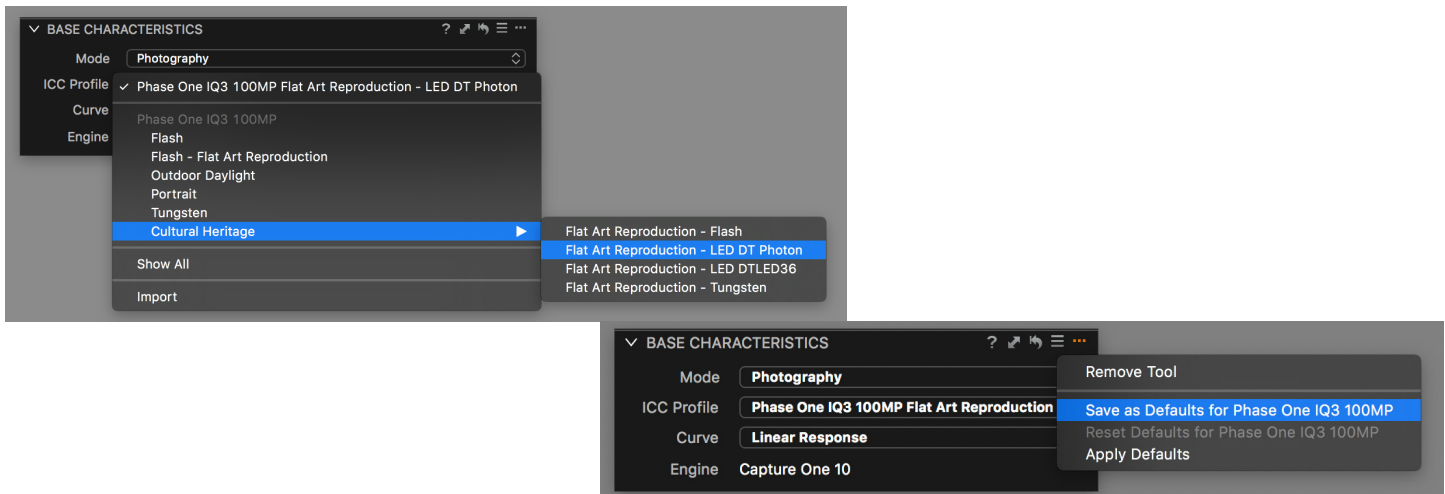 BASE CHARACTERISTICS ?
Mode Photography
ICC Profile ✓ Phase One IQ3 100MP Flat Art Reproduction - LED DT Photon
Curve
Phase One IQ3 100MP
Engine
Flash
Flash - Flat Art Reproduction
Outdoor Daylight
Portrait
Tungsten
Cultural Heritage
Flat Art Reproduction - Flash
Flat Art Reproduction - LED DT Photon
Flat Art Reproduction - LED DTLED36
Flat Art Reproduction - Tungsten
Show All
Import
BASE CHARACTERISTICS ?
Mode Photography
ICC Profile Phase One IQ3 100MP Flat Art Reproduction
Curve Linear Response
Engine Capture One 10
Remove Tool
Save as Defaults for Phase One IQ3 100MP
Reset Defaults for Phase One IQ3 100MP
Apply Defaults